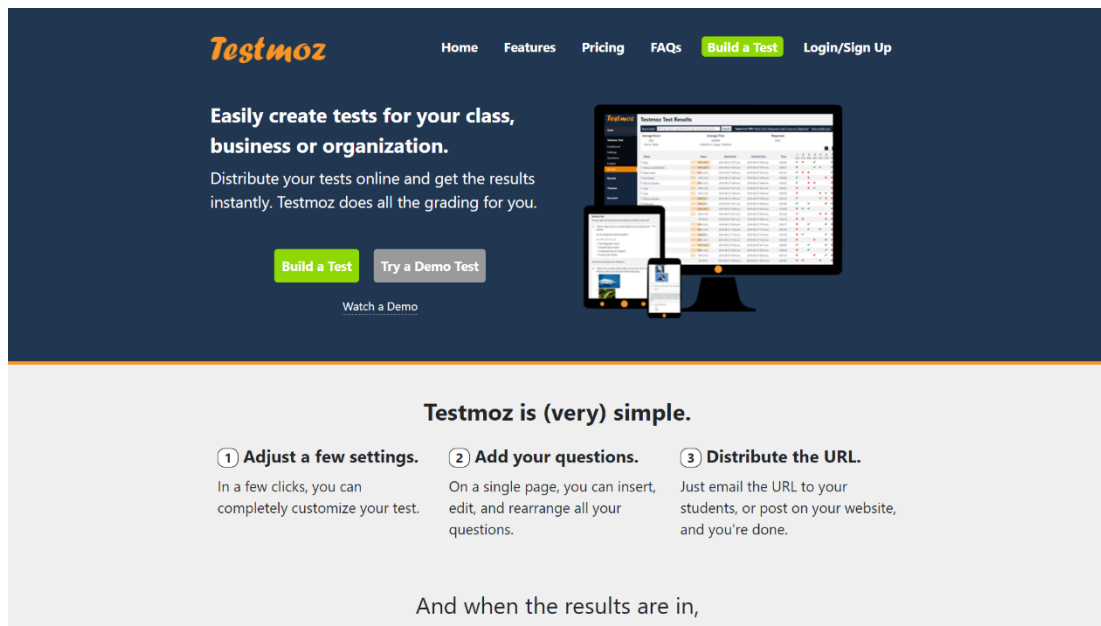 Testmoz
Home Features Pricing FAQs Build a Test Login/Sign Up
Easily create tests for your class,
business or organization.
Distribute your tests online and get the results
instantly. Testmoz does all the grading for you.
Build a Test Try a Demo Test
Watch a Demo
Testmoz
Testmoz Test Results
Testmoz is (very) simple.
1 Adjust a few settings.
In a few clicks, you can
completely customize your test.
2 Add your questions.
On a single page, you can insert,
edit, and rearrange all your
questions.
3 Distribute the URL.
Just email the URL to your
students, or post on your website,
and you're done.
And when the results are in,